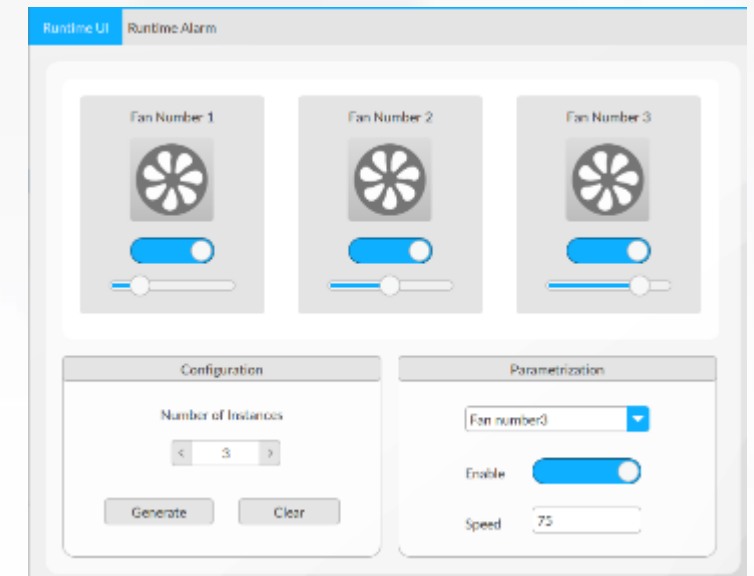 Runtime UI Runtime Alarm
Fan Number 1 Fan Number 2 Fan Number 3
Configuration
Number of Instances
< 3 >
Generate Clear
Parametrization
Fan number3
Enable
Speed 75